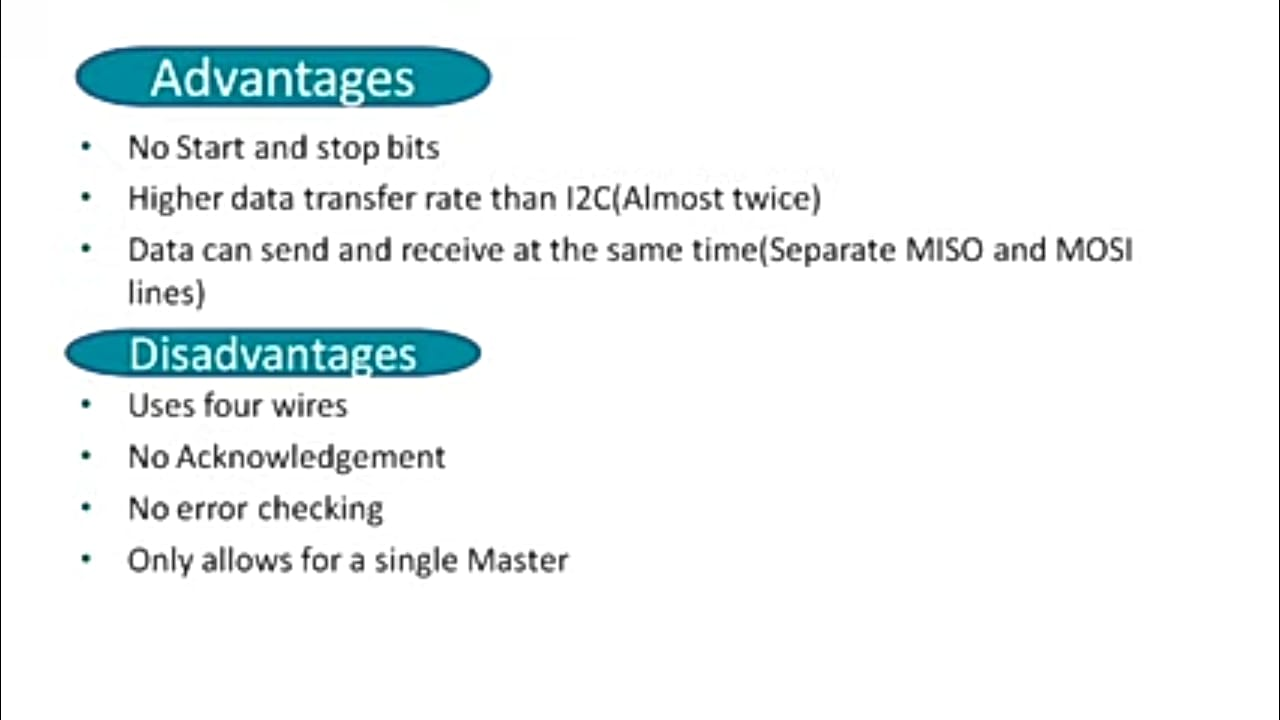 Advantages
• No Start and stop bits
• Higher data transfer rate than I2C(Almost twice)
• Data can send and receive at the same time(Separate MISO and MOSI
lines)
Disadvantages
• Uses four wires
• No Acknowledgement
• No error checking
• Only allows for a single Master